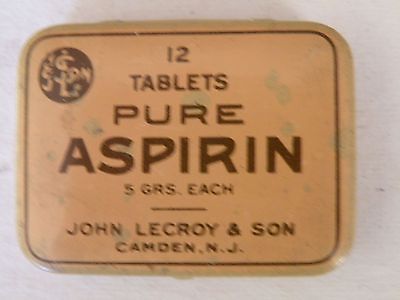 12
TABLETS
PURE
ASPIRIN
5 GRS. EACH
JOHN LECROY & SON
CAMDEN, N.J.